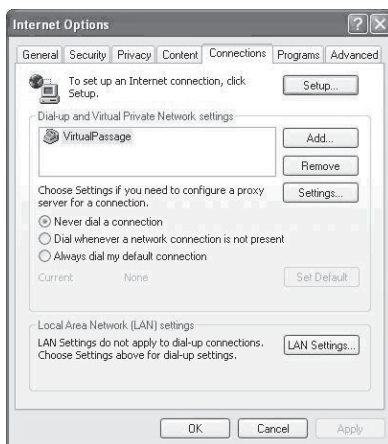 Internet Options
General Security Privacy Content Connections Programs Advanced
To set up an Internet connection, click
Setup.
Setup...
Dial-up and Virtual Private Network settings
VirtualPassage
Add...
Remove
Choose Settings if you need to configure a proxy
server for a connection.
Settings...
Never dial a connection
Dial whenever a network connection is not present
Always dial my default connection
Current None Set Default
Local Area Network (LAN) settings
LAN Settings do not apply to dial-up connections.
Choose Settings above for dial-up settings.
LAN Settings...
OK Cancel Apply